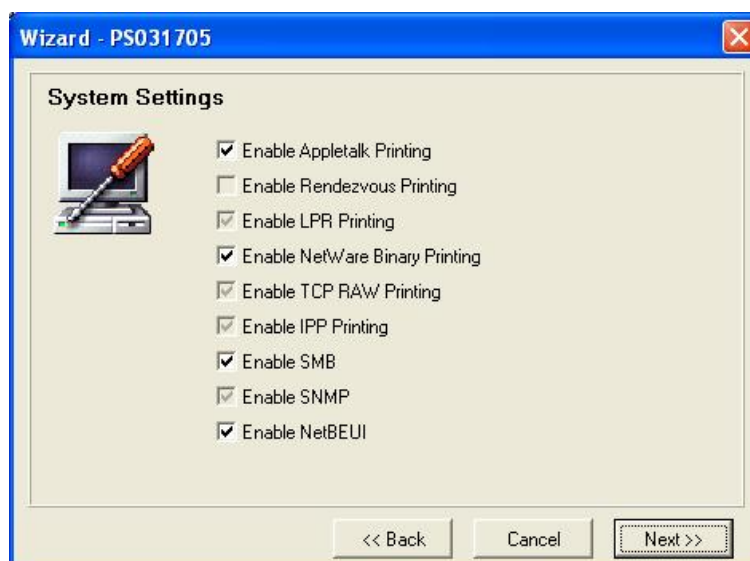 Wizard - PS031705
System Settings
Enable Appletalk Printing
Enable Rendezvous Printing
Enable LPR Printing
Enable NetWare Binary Printing
Enable TCP RAW Printing
Enable IPP Printing
Enable SMB
Enable SNMP
Enable NetBEUI
<< Back Cancel Next >>